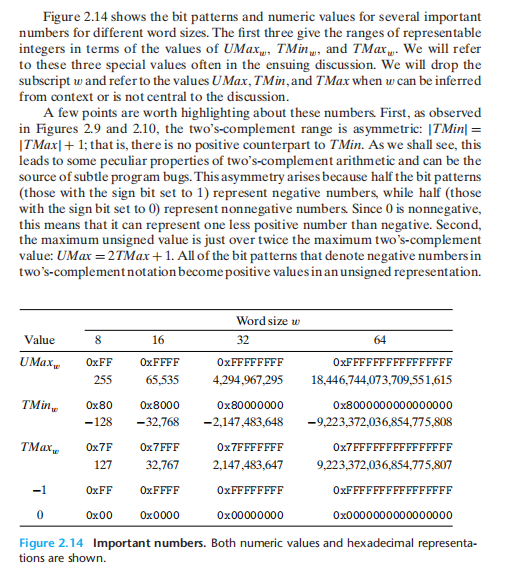 Figure 2.14 shows the bit patterns and numeric values for several important
numbers for different word sizes. The first three give the ranges of representable
integers in terms of the values of UMaxw, TMinw, and TMaxw. We will refer
to these three special values often in the ensuing discussion. We will drop the
subscript w and refer to the values UMax, TMin, and TMax when w can be inferred
from context or is not central to the discussion.
A few points are worth highlighting about these numbers. First, as observed
in Figures 2.9 and 2.10, the two's-complement range is asymmetric: |TMin| =
|TMax| + 1; that is, there is no positive counterpart to TMin. As we shall see, this
leads to some peculiar properties of two's-complement arithmetic and can be the
source of subtle program bugs. This asymmetry arises because half the bit patterns
(those with the sign bit set to 1) represent negative numbers, while half (those
with the sign bit set to 0) represent nonnegative numbers. Since 0 is nonnegative,
this means that it can represent one less positive number than negative. Second,
the maximum unsigned value is just over twice the maximum two's-complement
value: UMax = 2TMax + 1. All of the bit patterns that denote negative numbers in
two's-complement notation become positive values in an unsigned representation.
Word size w
Value 8 16 32 64
UMaxw 0xFF 0xFFFF 0xFFFFFFFF 0xFFFFFFFFFFFFFFFF
255 65,535 4,294,967,295 18,446,744,073,709,551,615
TMinw 0x80 0x8000 0x80000000 0x8000000000000000
−128 −32,768 −2,147,483,648 −9,223,372,036,854,775,808
TMaxw 0x7F 0x7FFF 0x7FFFFFFF 0x7FFFFFFFFFFFFFFF
127 32,767 2,147,483,647 9,223,372,036,854,775,807
−1 0xFF 0xFFFF 0xFFFFFFFF 0xFFFFFFFFFFFFFFFF
0 0x00 0x0000 0x00000000 0x0000000000000000
Figure 2.14 Important numbers. Both numeric values and hexadecimal representa-
tions are shown.